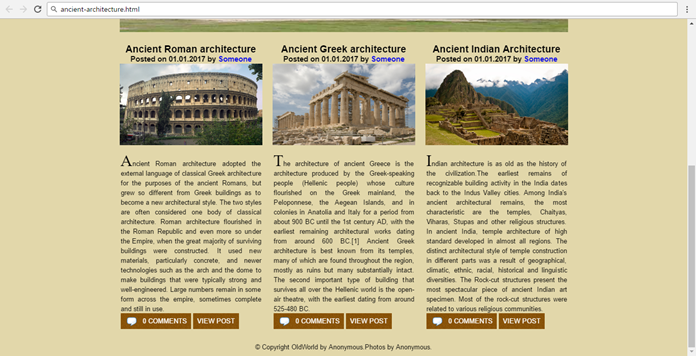 ancient-architecture.html
Ancient Roman architecture
Posted on 01.01.2017 by Someone
Ancient Roman architecture adopted the
external language of classical Greek architecture
for the purposes of the ancient Romans, but
grew so different from Greek buildings as to
become a new architectural style. The two styles
are often considered one body of classical
architecture. Roman architecture flourished in
the Roman Republic and even more so under
the Empire, when the great majority of surviving
buildings were constructed. It used new
materials, particularly concrete, and newer
technologies such as the arch and the dome to
make buildings that were typically strong and
well-engineered. Large numbers remain in some
form across the empire, sometimes complete
and still in use.
0 COMMENTS
VIEW POST
Ancient Greek architecture
Posted on 01.01.2017 by Someone
The architecture of ancient Greece is the
architecture produced by the Greek-speaking
people (Hellenic people) whose culture
flourished on the Greek mainland, the
Peloponnese, the Aegean Islands, and in
colonies in Anatolia and Italy for a period from
about 900 BC until the 1st century AD, with the
earliest remaining architectural works dating
from around 600 BC.[1] Ancient Greek
architecture is best known from its temples,
many of which are found throughout the region,
mostly as ruins but many substantially intact.
The second important type of building that
survives all over the Hellenic world is the open-
air theatre, with the earliest dating from around
525-480 BC.
0 COMMENTS
VIEW POST
Ancient Indian Architecture
Posted on 01.01.2017 by Someone
Indian architecture is as old as the history of
the civilization.The earliest remains of
recognizable building activity in the India dates
back to the Indus Valley cities. Among India's
ancient architectural remains, the most
characteristic are the temples, Chaityas,
Viharas, Stupas and other religious structures.
In ancient India, temple architecture of high
standard developed in almost all regions. The
distinct architectural style of temple construction
in different parts was a result of geographical,
climatic, ethnic, racial, historical and linguistic
diversities. The Rock-cut structures present the
most spectacular piece of ancient Indian art
specimen. Most of the rock-cut structures were
related to various religious communities.
0 COMMENTS
VIEW POST
© Copyright OldWorld by Anonymous.Photos by Anonymous.